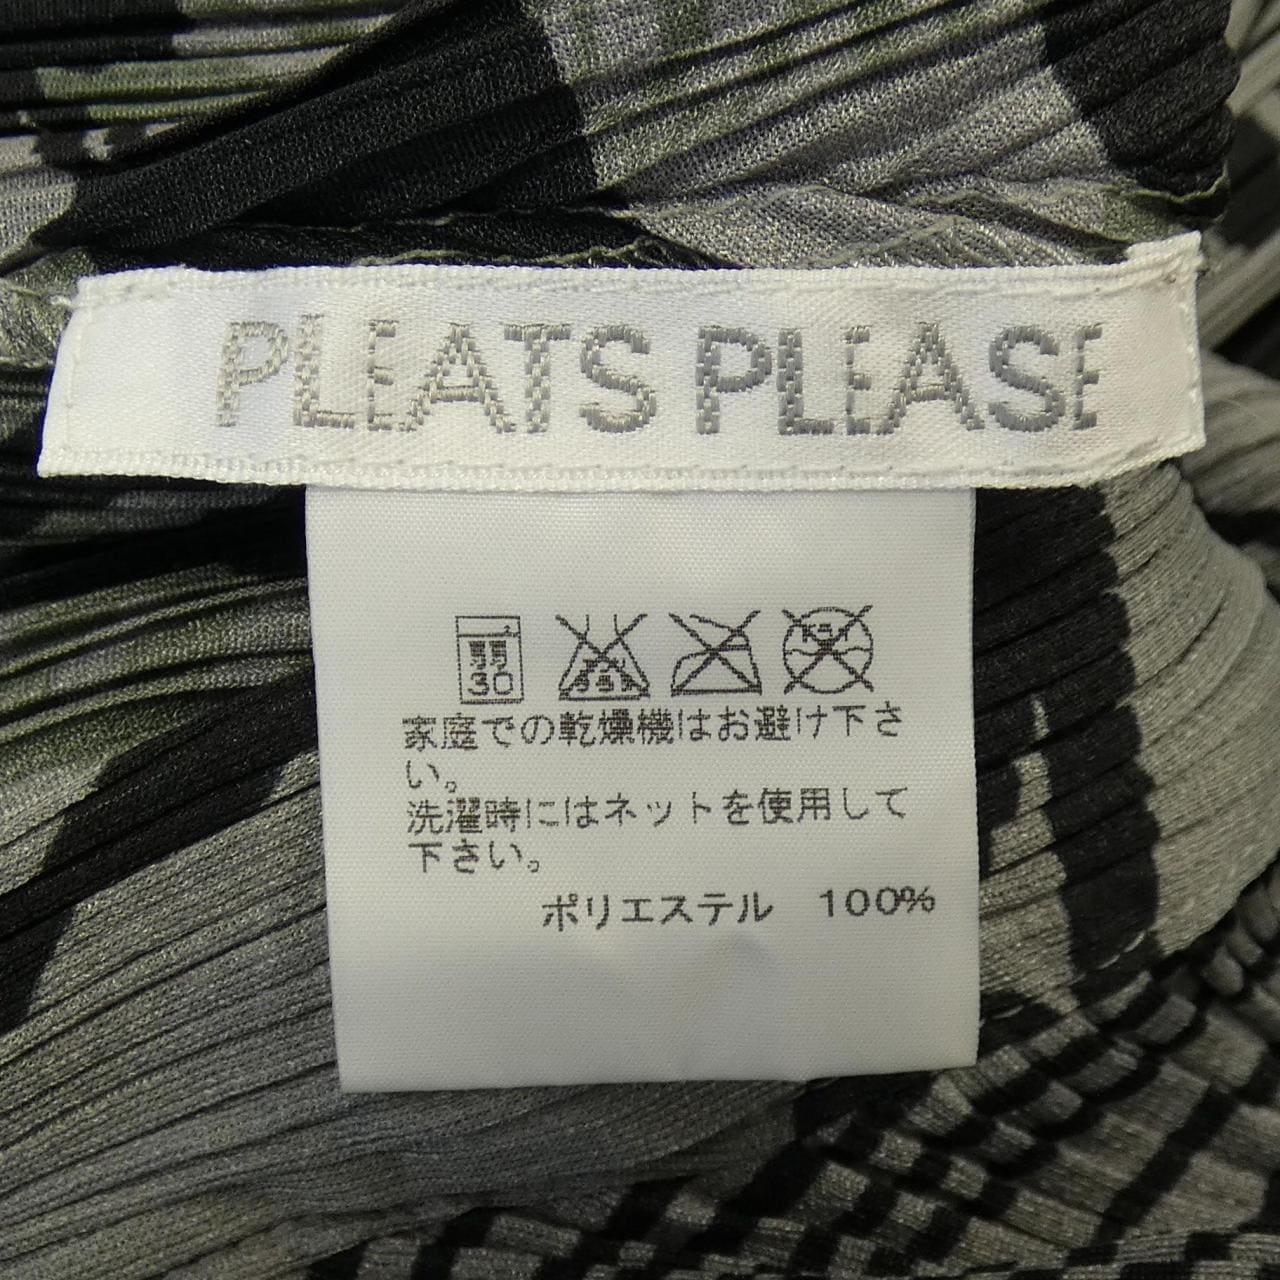 PLEATS PLEASE
弱
30
家庭での乾燥機はお避け下さ
い。
洗濯時にはネットを使用して
下さい。
ポリエステル 100%